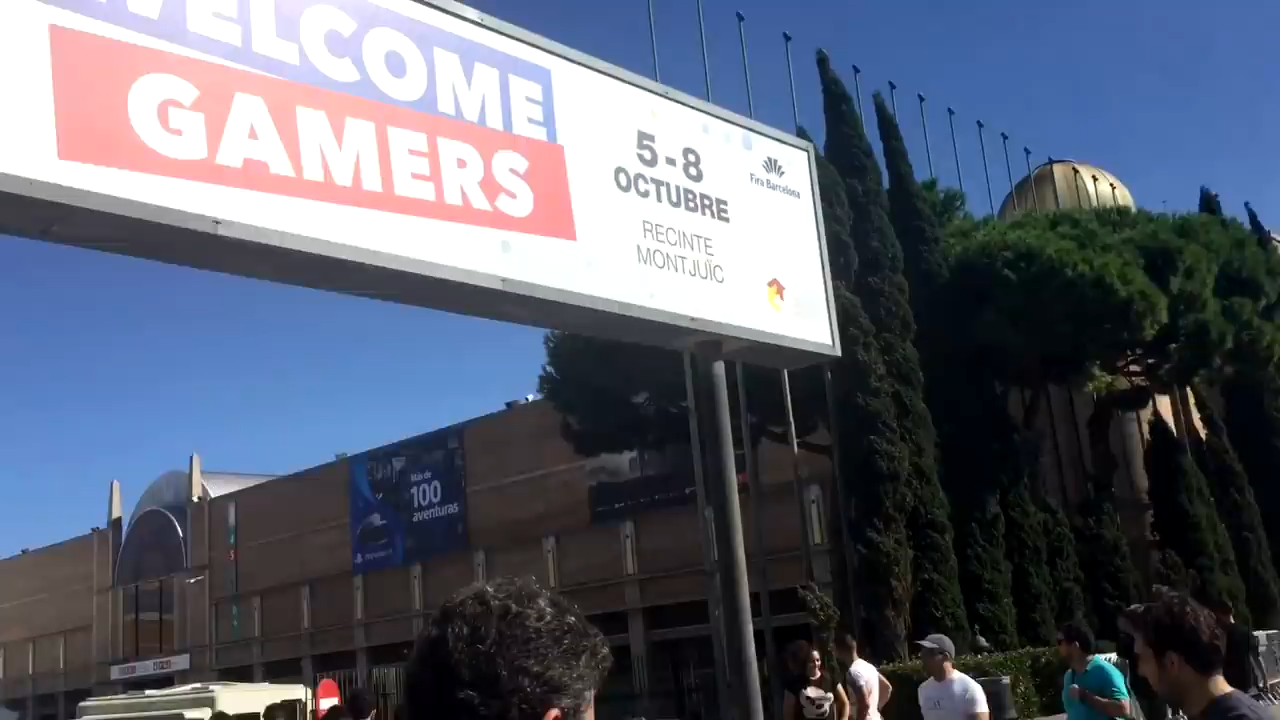 WELCOME
GAMERS
5-8
OCTUBRE
RECINTE
MONTJUÏC
Fira Barcelona
Más de
100
aventuras